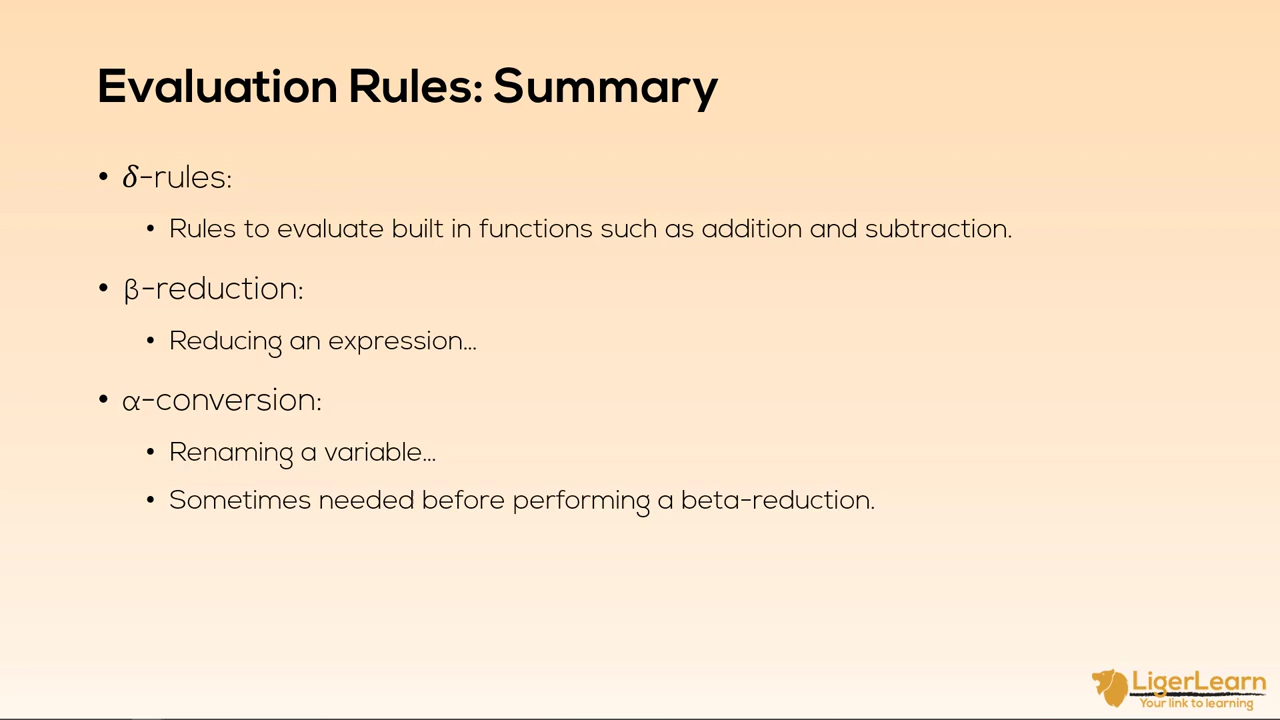 Evaluation Rules: Summary
• δ-rules:
• Rules to evaluate built in functions such as addition and subtraction.
• β-reduction:
• Reducing an expression...
• α-conversion:
• Renaming a variable...
• Sometimes needed before performing a beta-reduction.
LigerLearn
Your link to learning